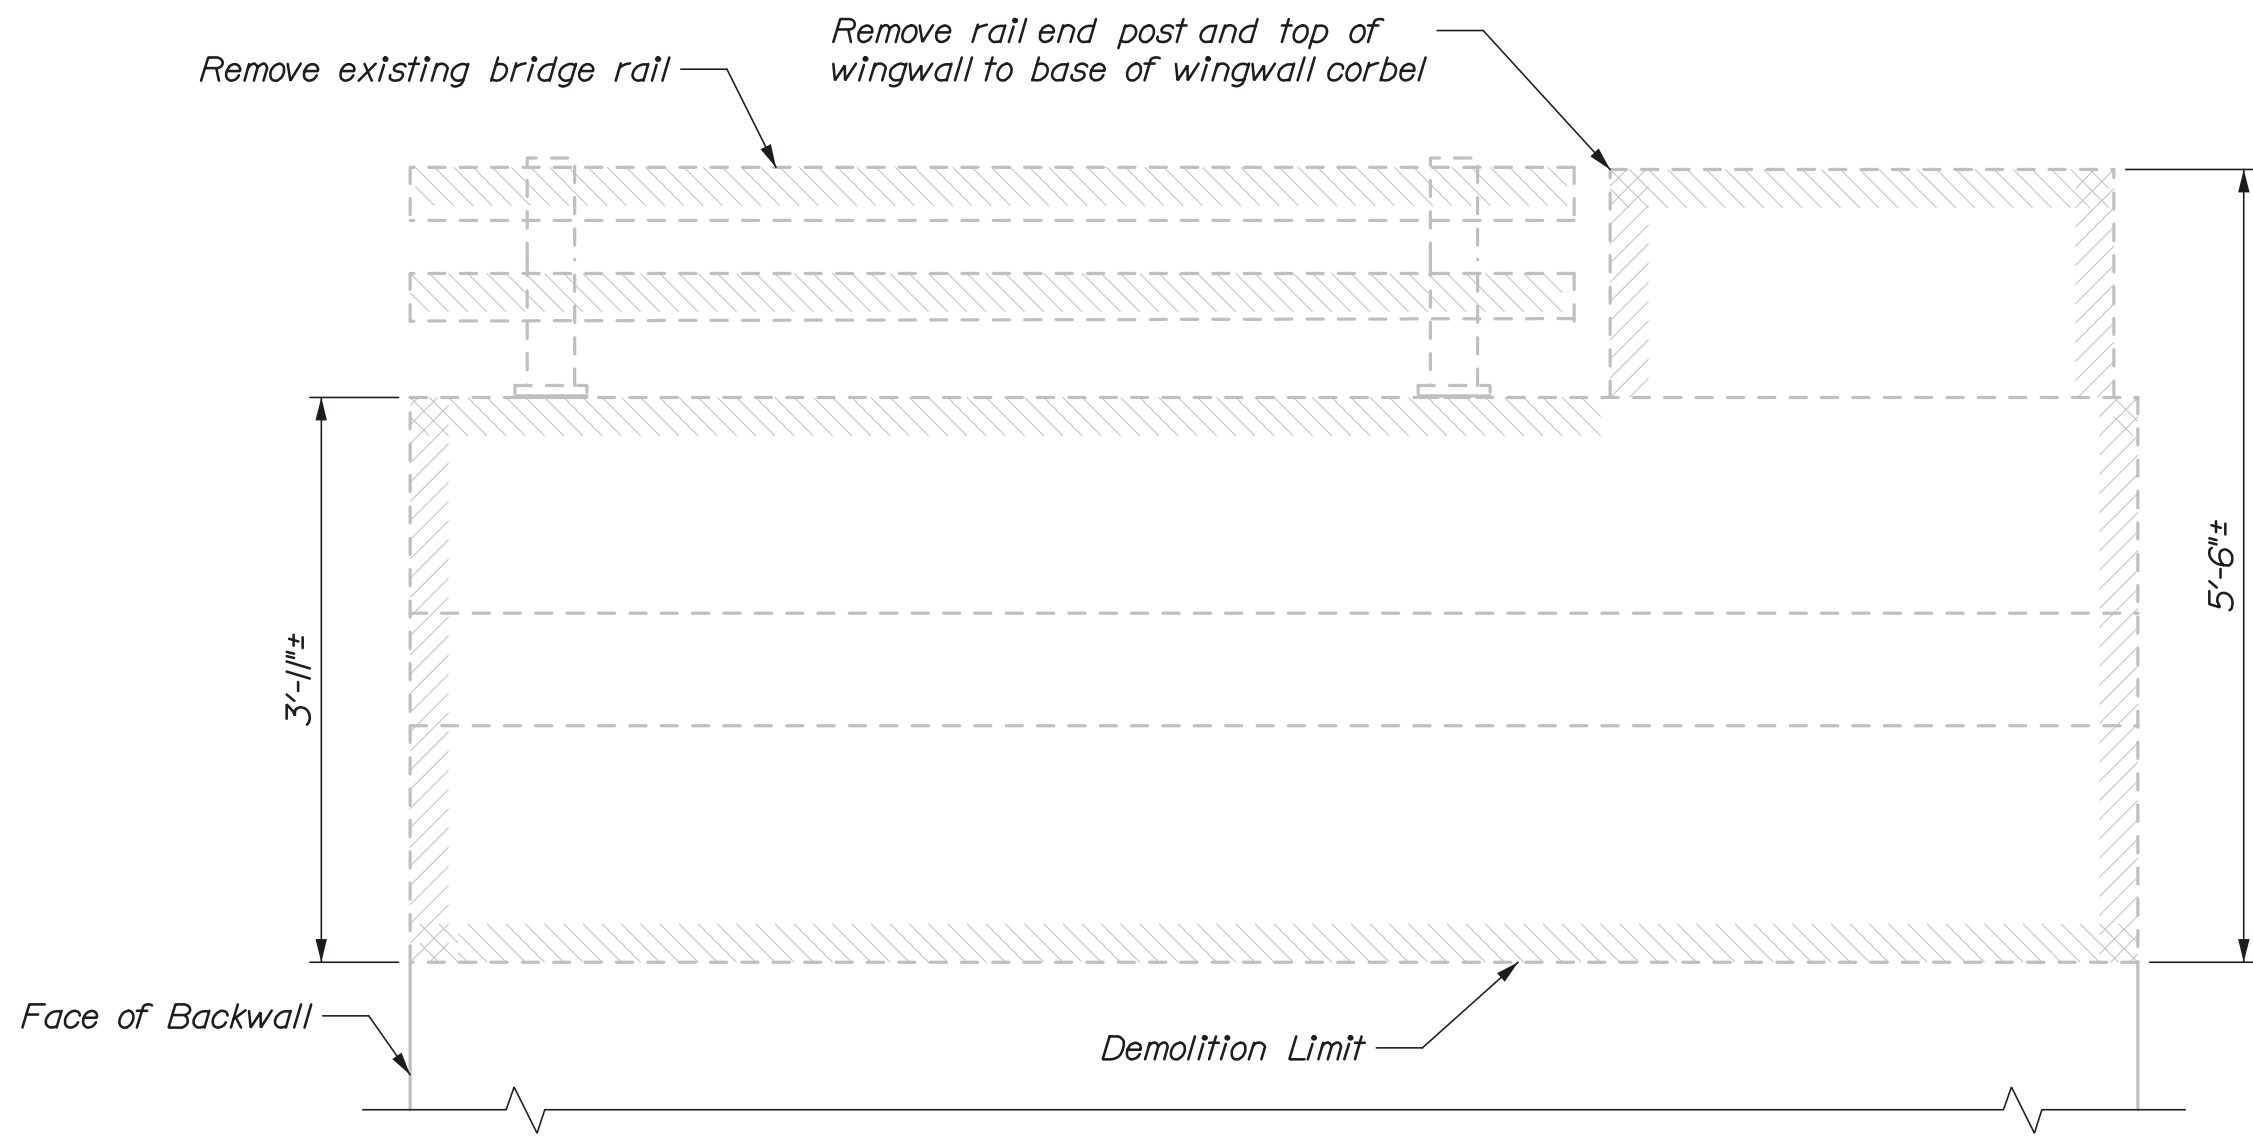 Remove rail end post and top of
wingwall to base of wingwall corbel
Remove existing bridge rail
5'-6"±
3'-11"±
Face of Backwall
Demolition Limit